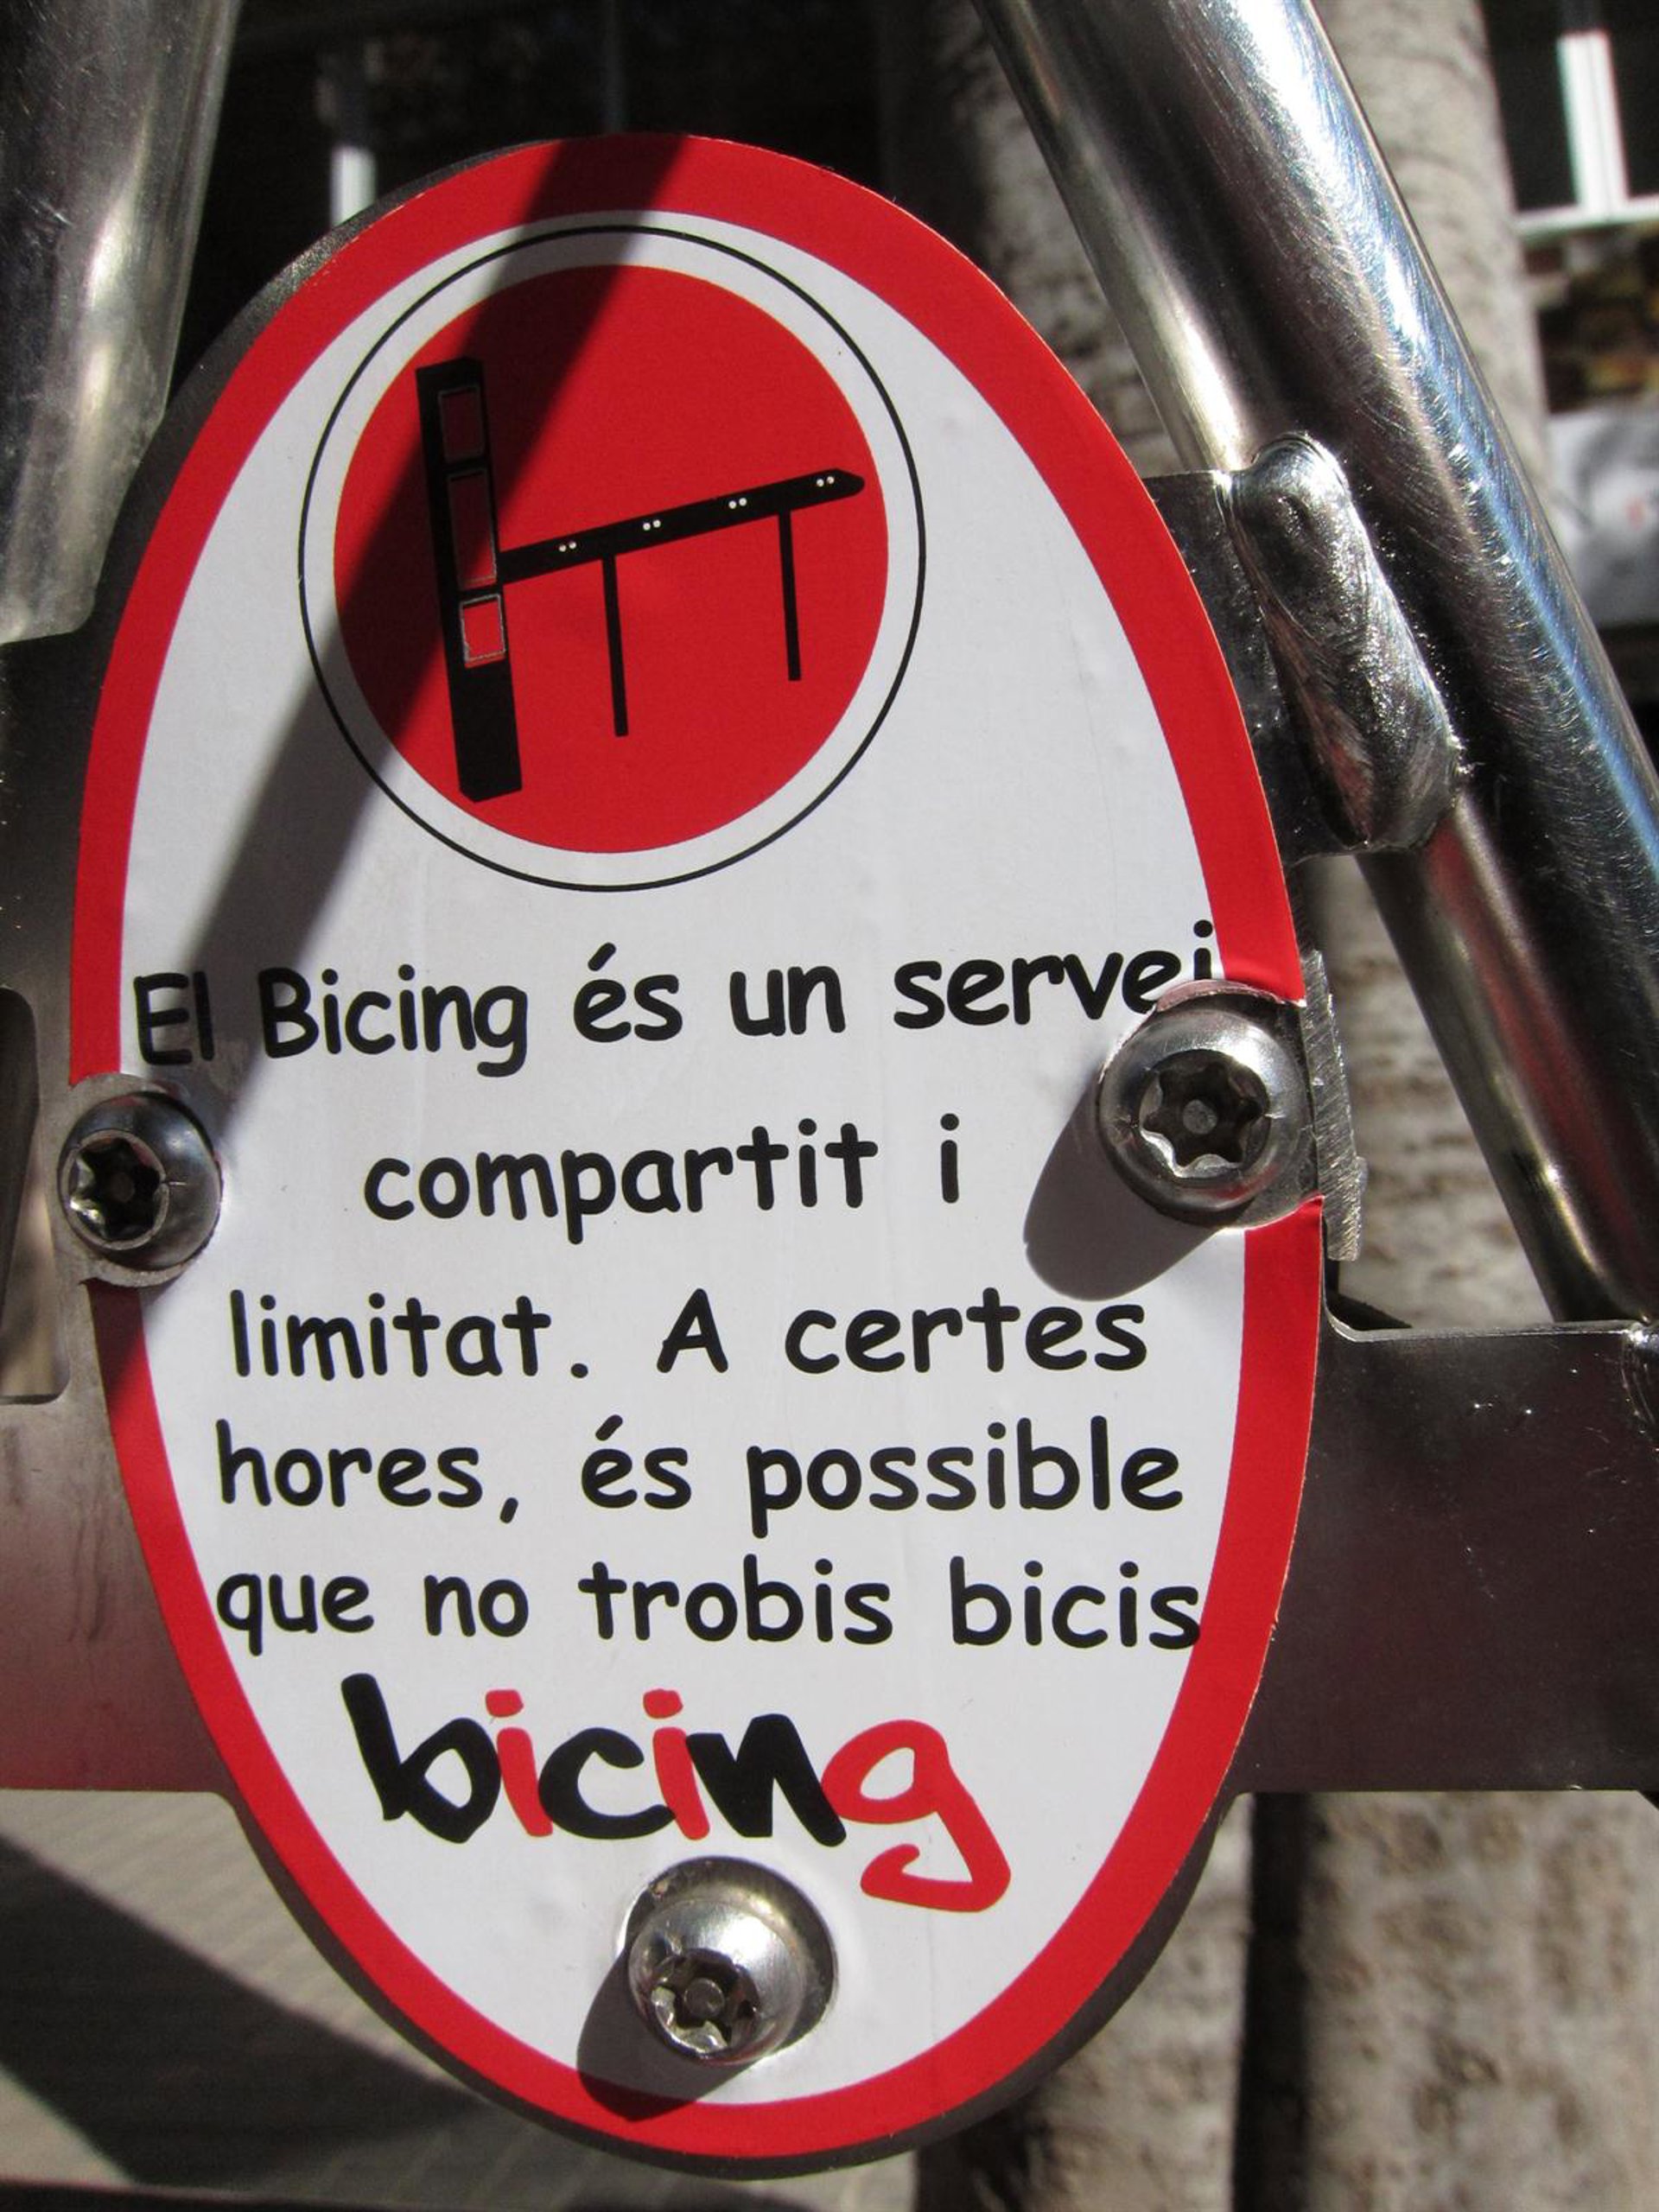 El Bicing és un servei
compartit i
limitat. A certes
hores, és possible
que no trobis bicis
bicing